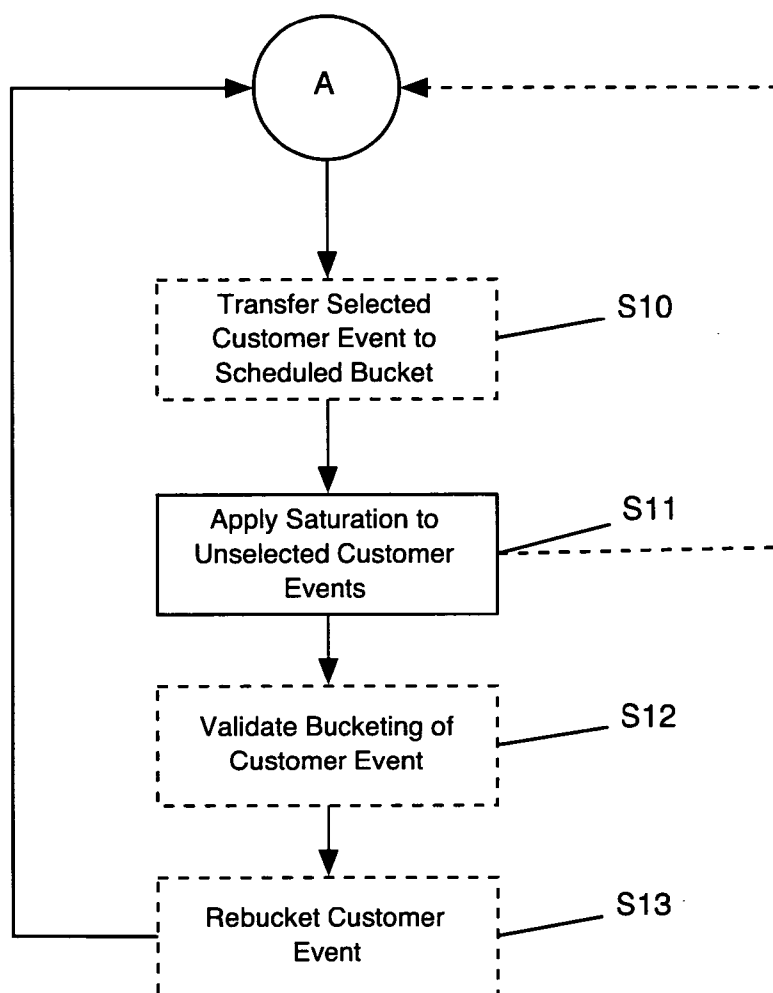 A
Transfer Selected
Customer Event to
Scheduled Bucket
S10
Apply Saturation to
Unselected Customer
Events
S11
Validate Bucketing of
Customer Event
S12
Rebucket Customer
Event
S13